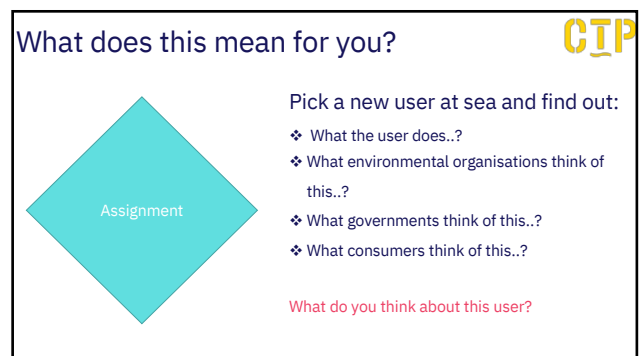 What does this mean for you?
CTP
Pick a new user at sea and find out:
❖ What the user does..?
❖ What environmental organisations think of
this..?
Assignment
❖ What governments think of this..?
❖ What consumers think of this..?
What do you think about this user?